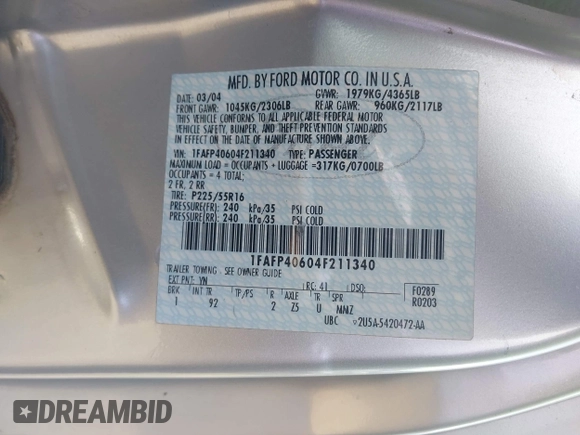 MFD. BY FORD MOTOR CO. IN U.S.A.
DATE: 03/04 GVWR: 1979KG/4365LB
FRONT GAWR: 1045KG/2306LB REAR GAWR: 960KG/2117LB
THIS VEHICLE CONFORMS TO ALL APPLICABLE FEDERAL MOTOR
VEHICLE SAFETY, BUMPER, AND THEFT PREVENTION STANDARDS
IN EFFECT ON THE DATE OF MANUFACTURE SHOWN ABOVE.
VIN: 1FAFP40604F211340 TYPE: PASSENGER
MAXIMUM LOAD = OCCUPANTS + LUGGAGE = 317KG/0700LB
OCCUPANTS = 4 TOTAL;
2 FR, 2 RR
TIRE: P225/55R16
PRESSURE(FR) 240 kPa/35 PSI COLD
PRESSURE(RR) 240 kPa/35 PSI COLD
1FAFP40604F211340
TRAILER TOWING - SEE OWNER GUIDE
EXT PNT: YN RC: 41 DSO: F0289
BRK INT TR TP/PS R AXLE TR SPR R0203
I 92 2 Z5 U MMZ
UBC 2U5A-5420472-AA
DREAMBID